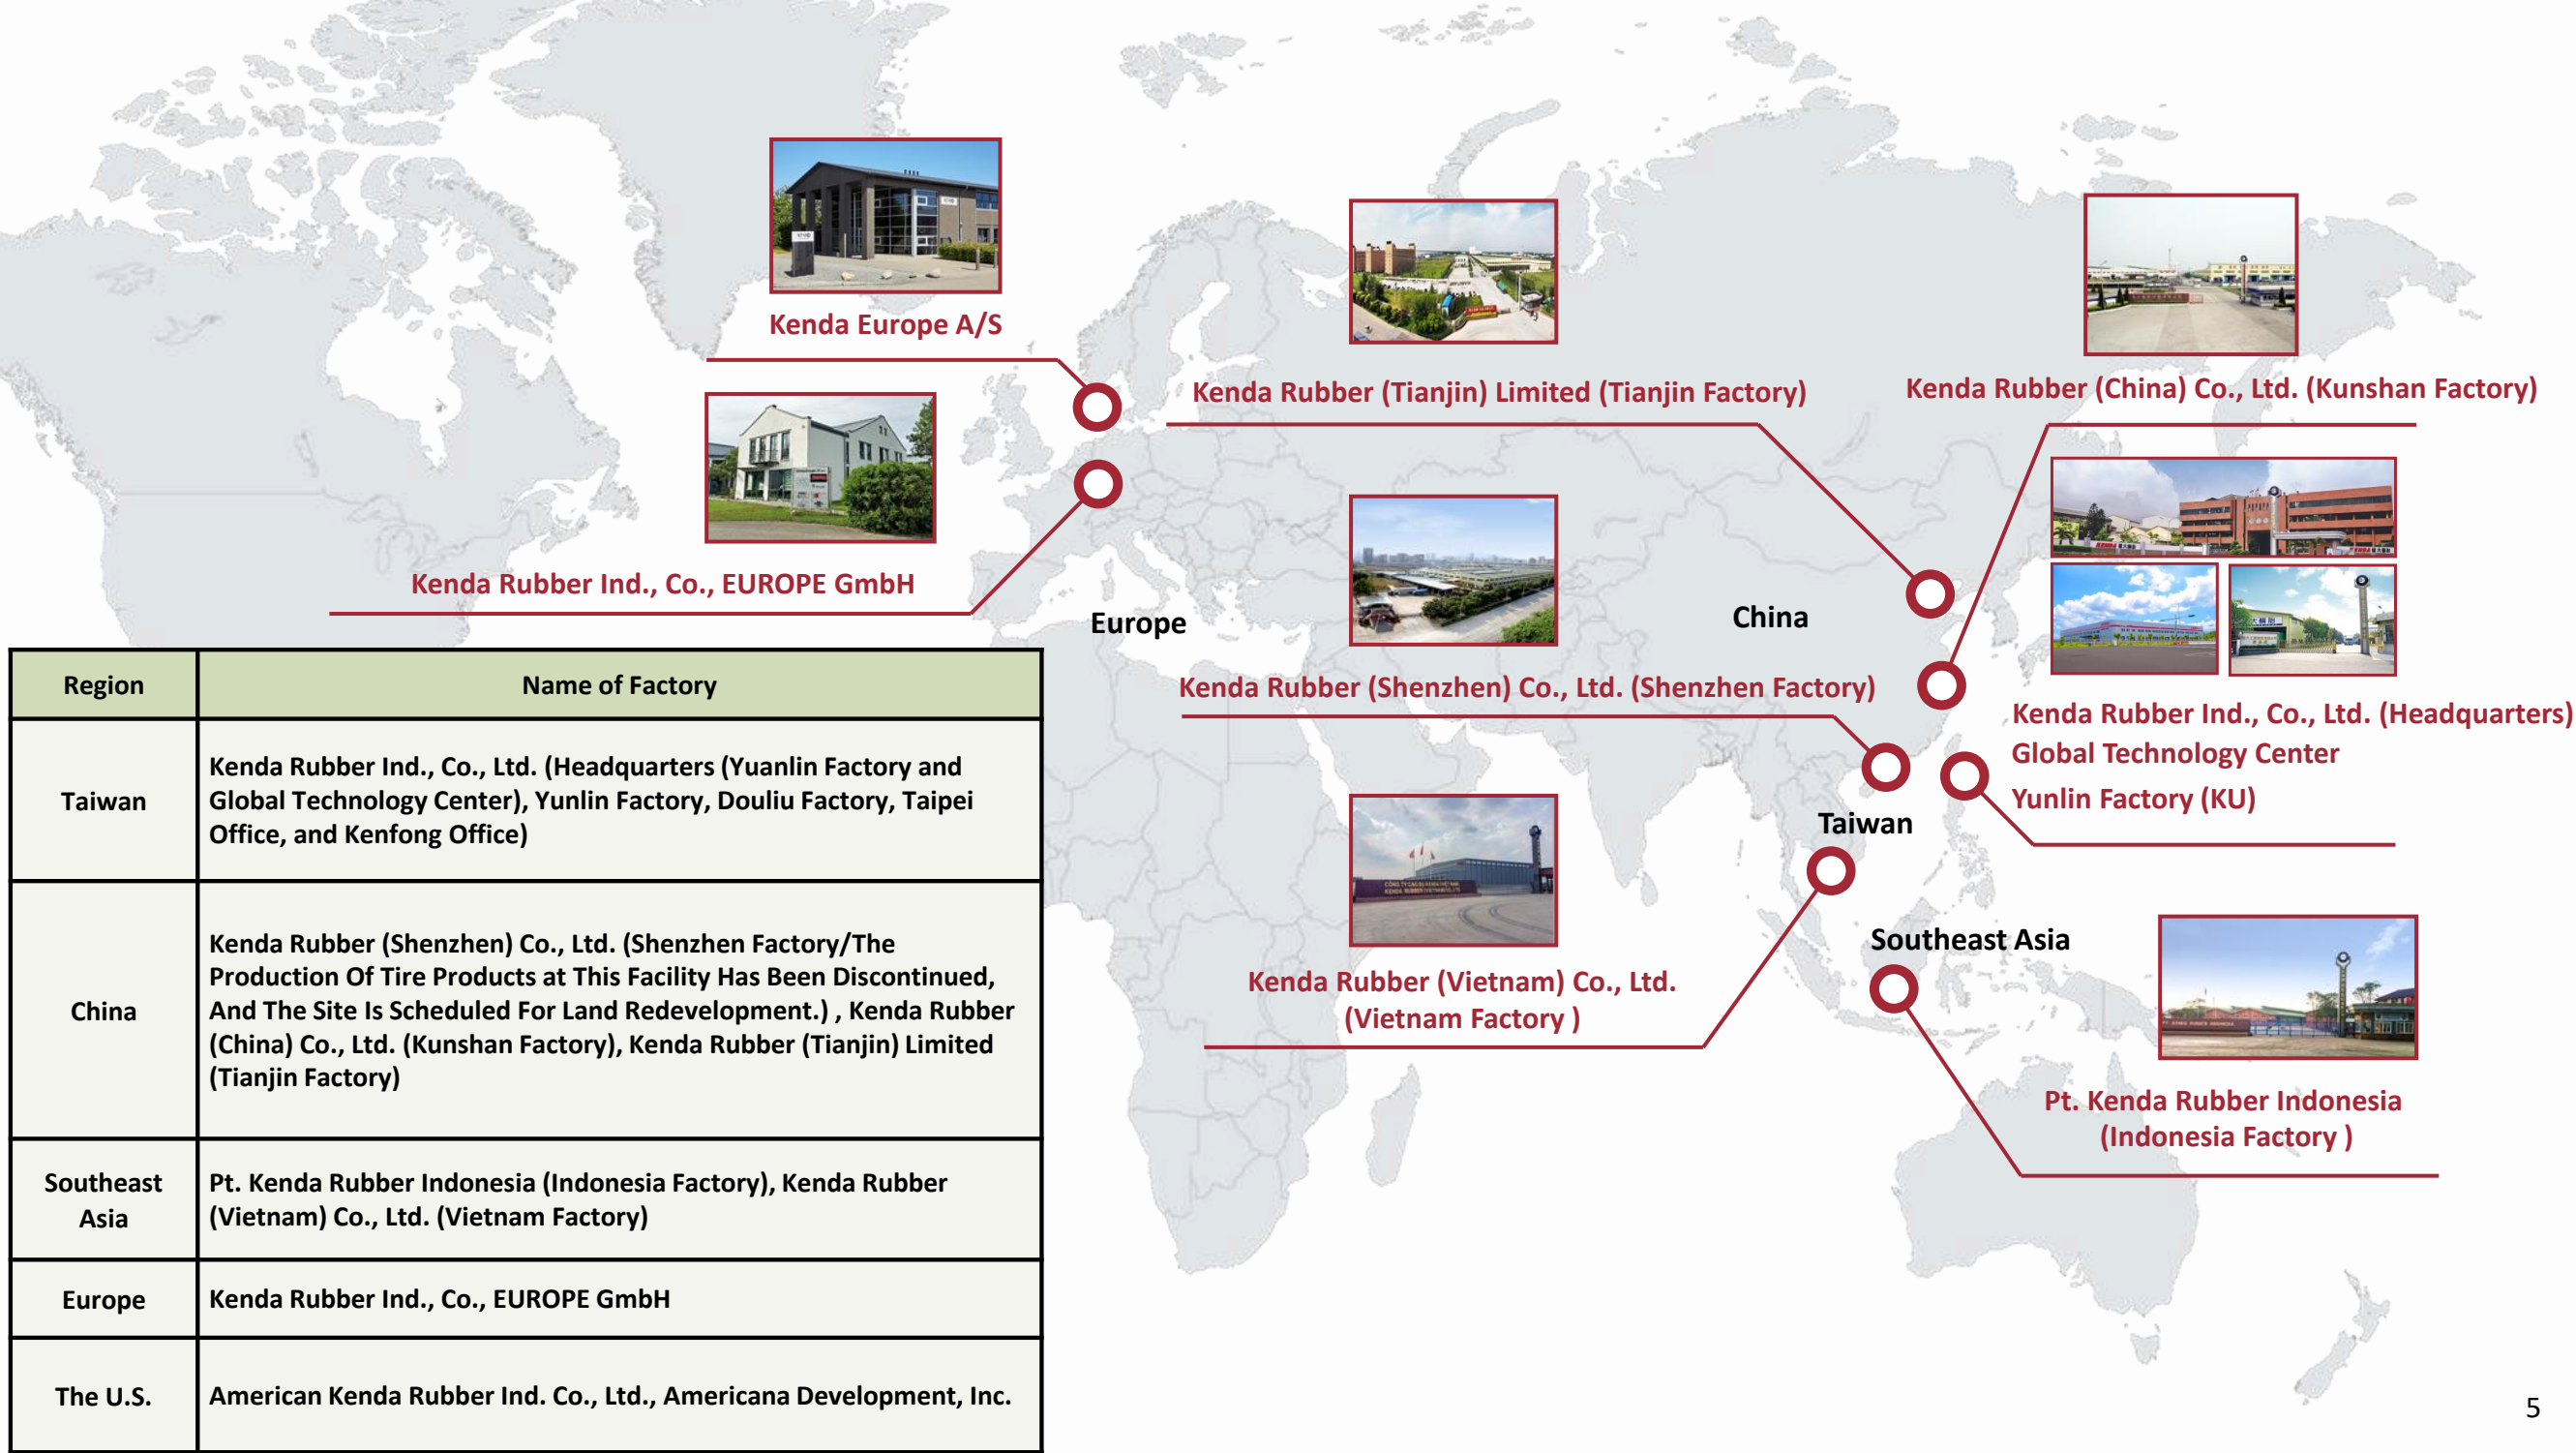 Kenda Europe A/S
Kenda Rubber (Tianjin) Limited (Tianjin Factory)
Kenda Rubber (China) Co., Ltd. (Kunshan Factory)
Kenda Rubber Ind., Co., EUROPE GmbH
Europe
China
Kenda Rubber (Shenzhen) Co., Ltd. (Shenzhen Factory)
Kenda Rubber Ind., Co., Ltd. (Headquarters)
Global Technology Center
Yunlin Factory (KU)
Taiwan
Southeast Asia
Kenda Rubber (Vietnam) Co., Ltd.
(Vietnam Factory )
Pt. Kenda Rubber Indonesia
(Indonesia Factory )
Region
Name of Factory
Taiwan
Kenda Rubber Ind., Co., Ltd. (Headquarters (Yuanlin Factory and
Global Technology Center), Yunlin Factory, Douliu Factory, Taipei
Office, and Kenfong Office)
China
Kenda Rubber (Shenzhen) Co., Ltd. (Shenzhen Factory/The
Production Of Tire Products at This Facility Has Been Discontinued,
And The Site Is Scheduled For Land Redevelopment.) , Kenda Rubber
(China) Co., Ltd. (Kunshan Factory), Kenda Rubber (Tianjin) Limited
(Tianjin Factory)
Southeast
Asia
Pt. Kenda Rubber Indonesia (Indonesia Factory), Kenda Rubber
(Vietnam) Co., Ltd. (Vietnam Factory)
Europe
Kenda Rubber Ind., Co., EUROPE GmbH
The U.S.
American Kenda Rubber Ind. Co., Ltd., Americana Development, Inc.
5